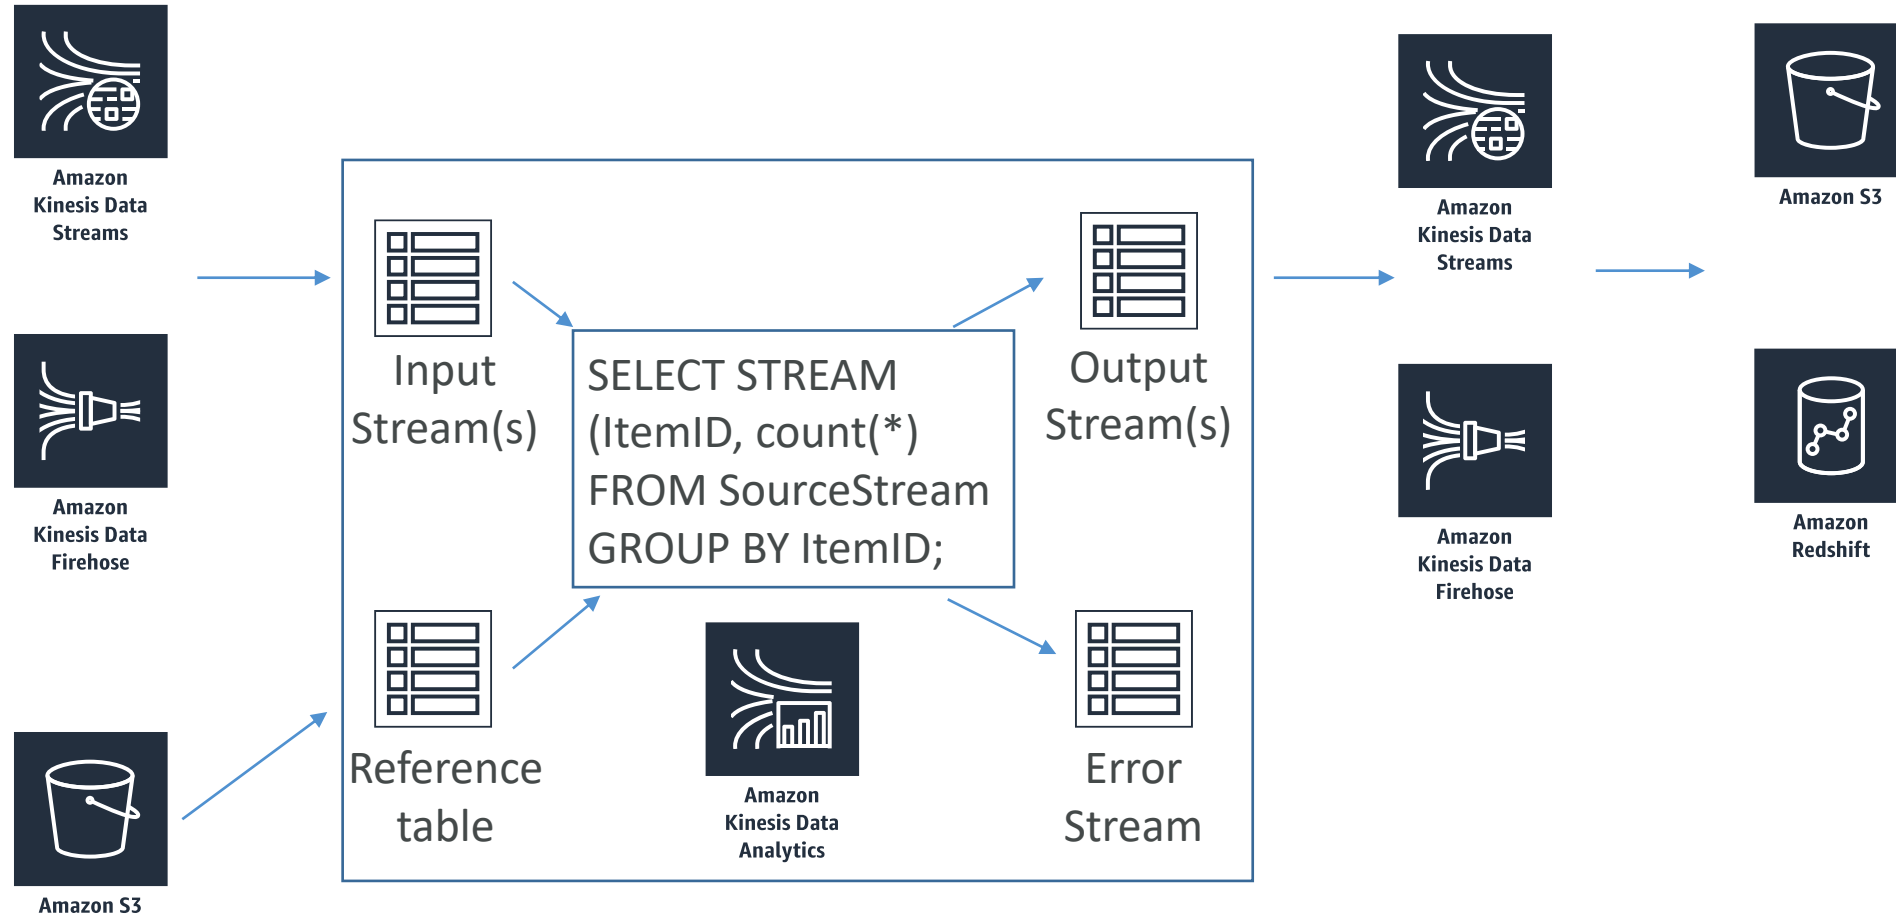 Amazon
Kinesis Data
Streams
Amazon
Kinesis Data
Firehose
Amazon S3
Input
Stream(s)
Reference
table
SELECT STREAM
(ItemID, count(*)
FROM SourceStream
GROUP BY ItemID;
Amazon
Kinesis Data
Analytics
Output
Stream(s)
Error
Stream
Amazon
Kinesis Data
Streams
Amazon
Kinesis Data
Firehose
Amazon S3
Amazon
Redshift